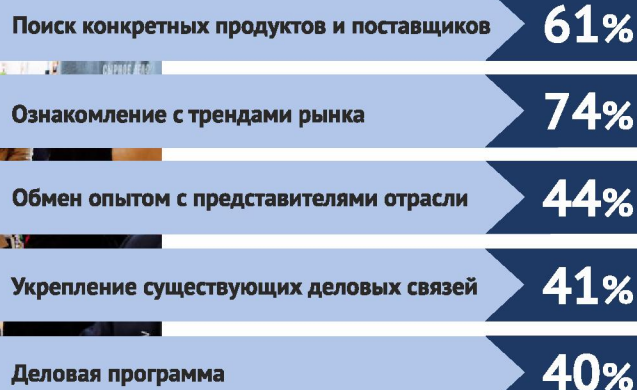 Поиск конкретных продуктов и поставщиков 61%
Ознакомление с трендами рынка 74%
Обмен опытом с представителями отрасли 44%
Укрепление существующих деловых связей 41%
Деловая программа 40%